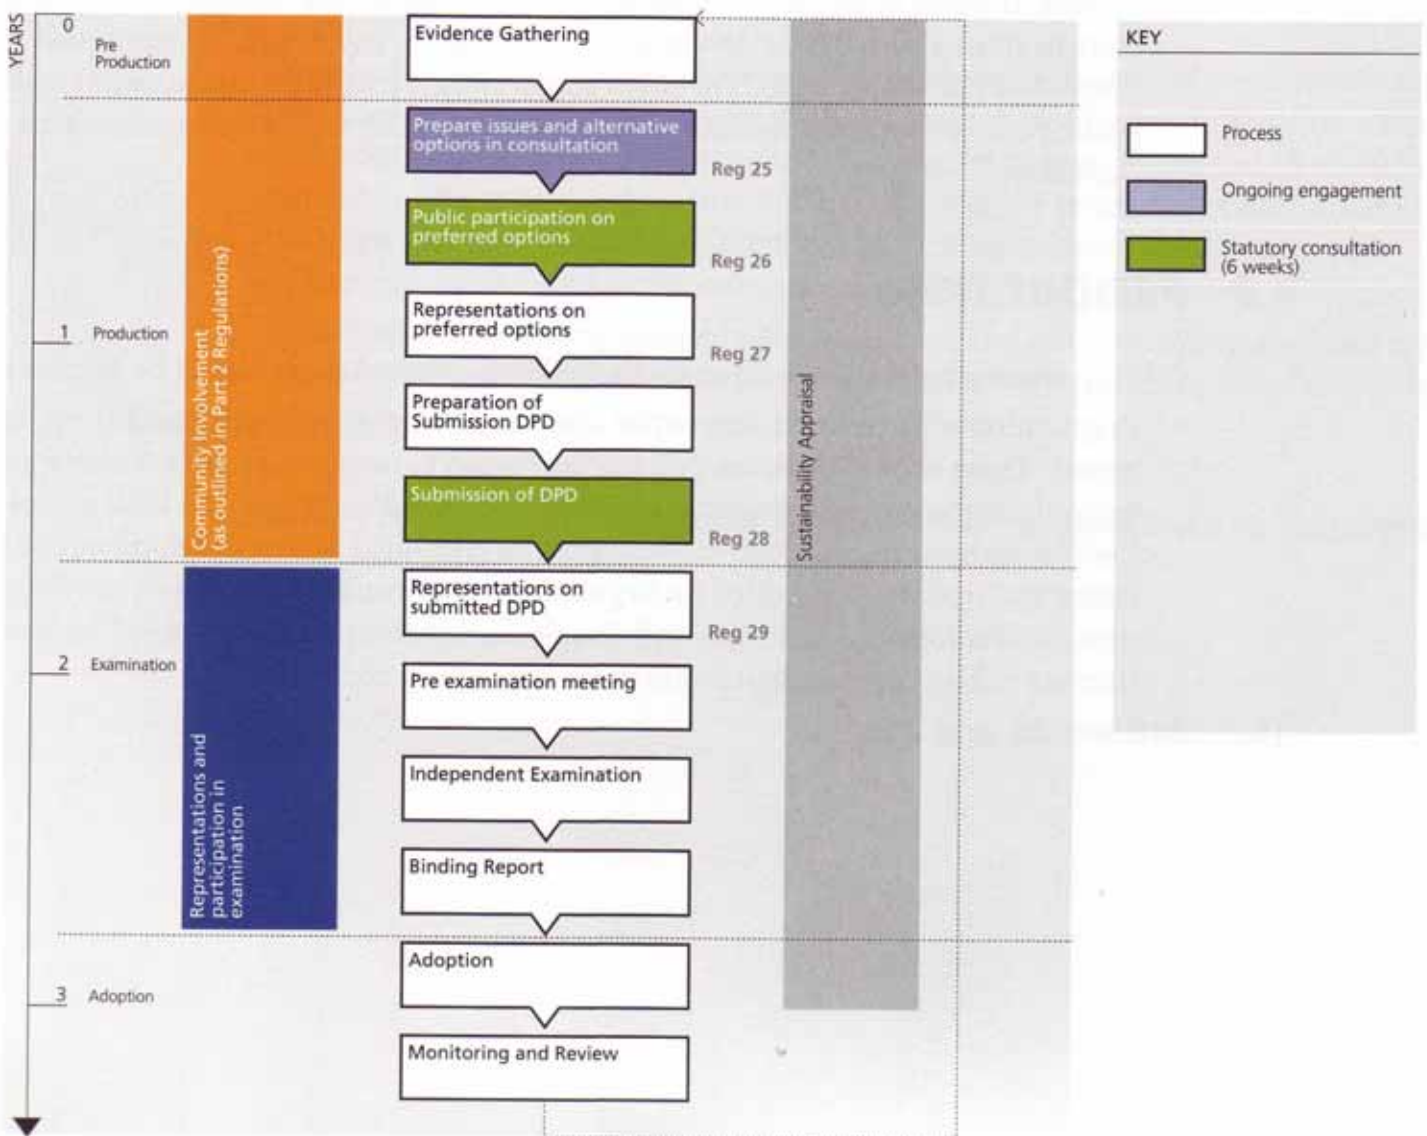 YEARS
0
Pre
Production
1
Production
2
Examination
3
Adoption
Community Involvement
(as outlined in Part 2 Regulations)
Representations and
participation in
examination
Evidence Gathering
Prepare issues and alternative
options in consultation
Reg 25
Public participation on
preferred options
Reg 26
Representations on
preferred options
Reg 27
Preparation of
Submission DPD
Submission of DPD
Reg 28
Representations on
submitted DPD
Reg 29
Pre examination meeting
Independent Examination
Binding Report
Adoption
Monitoring and Review
Sustainability Appraisal
KEY
Process
Ongoing engagement
Statutory consultation
(6 weeks)